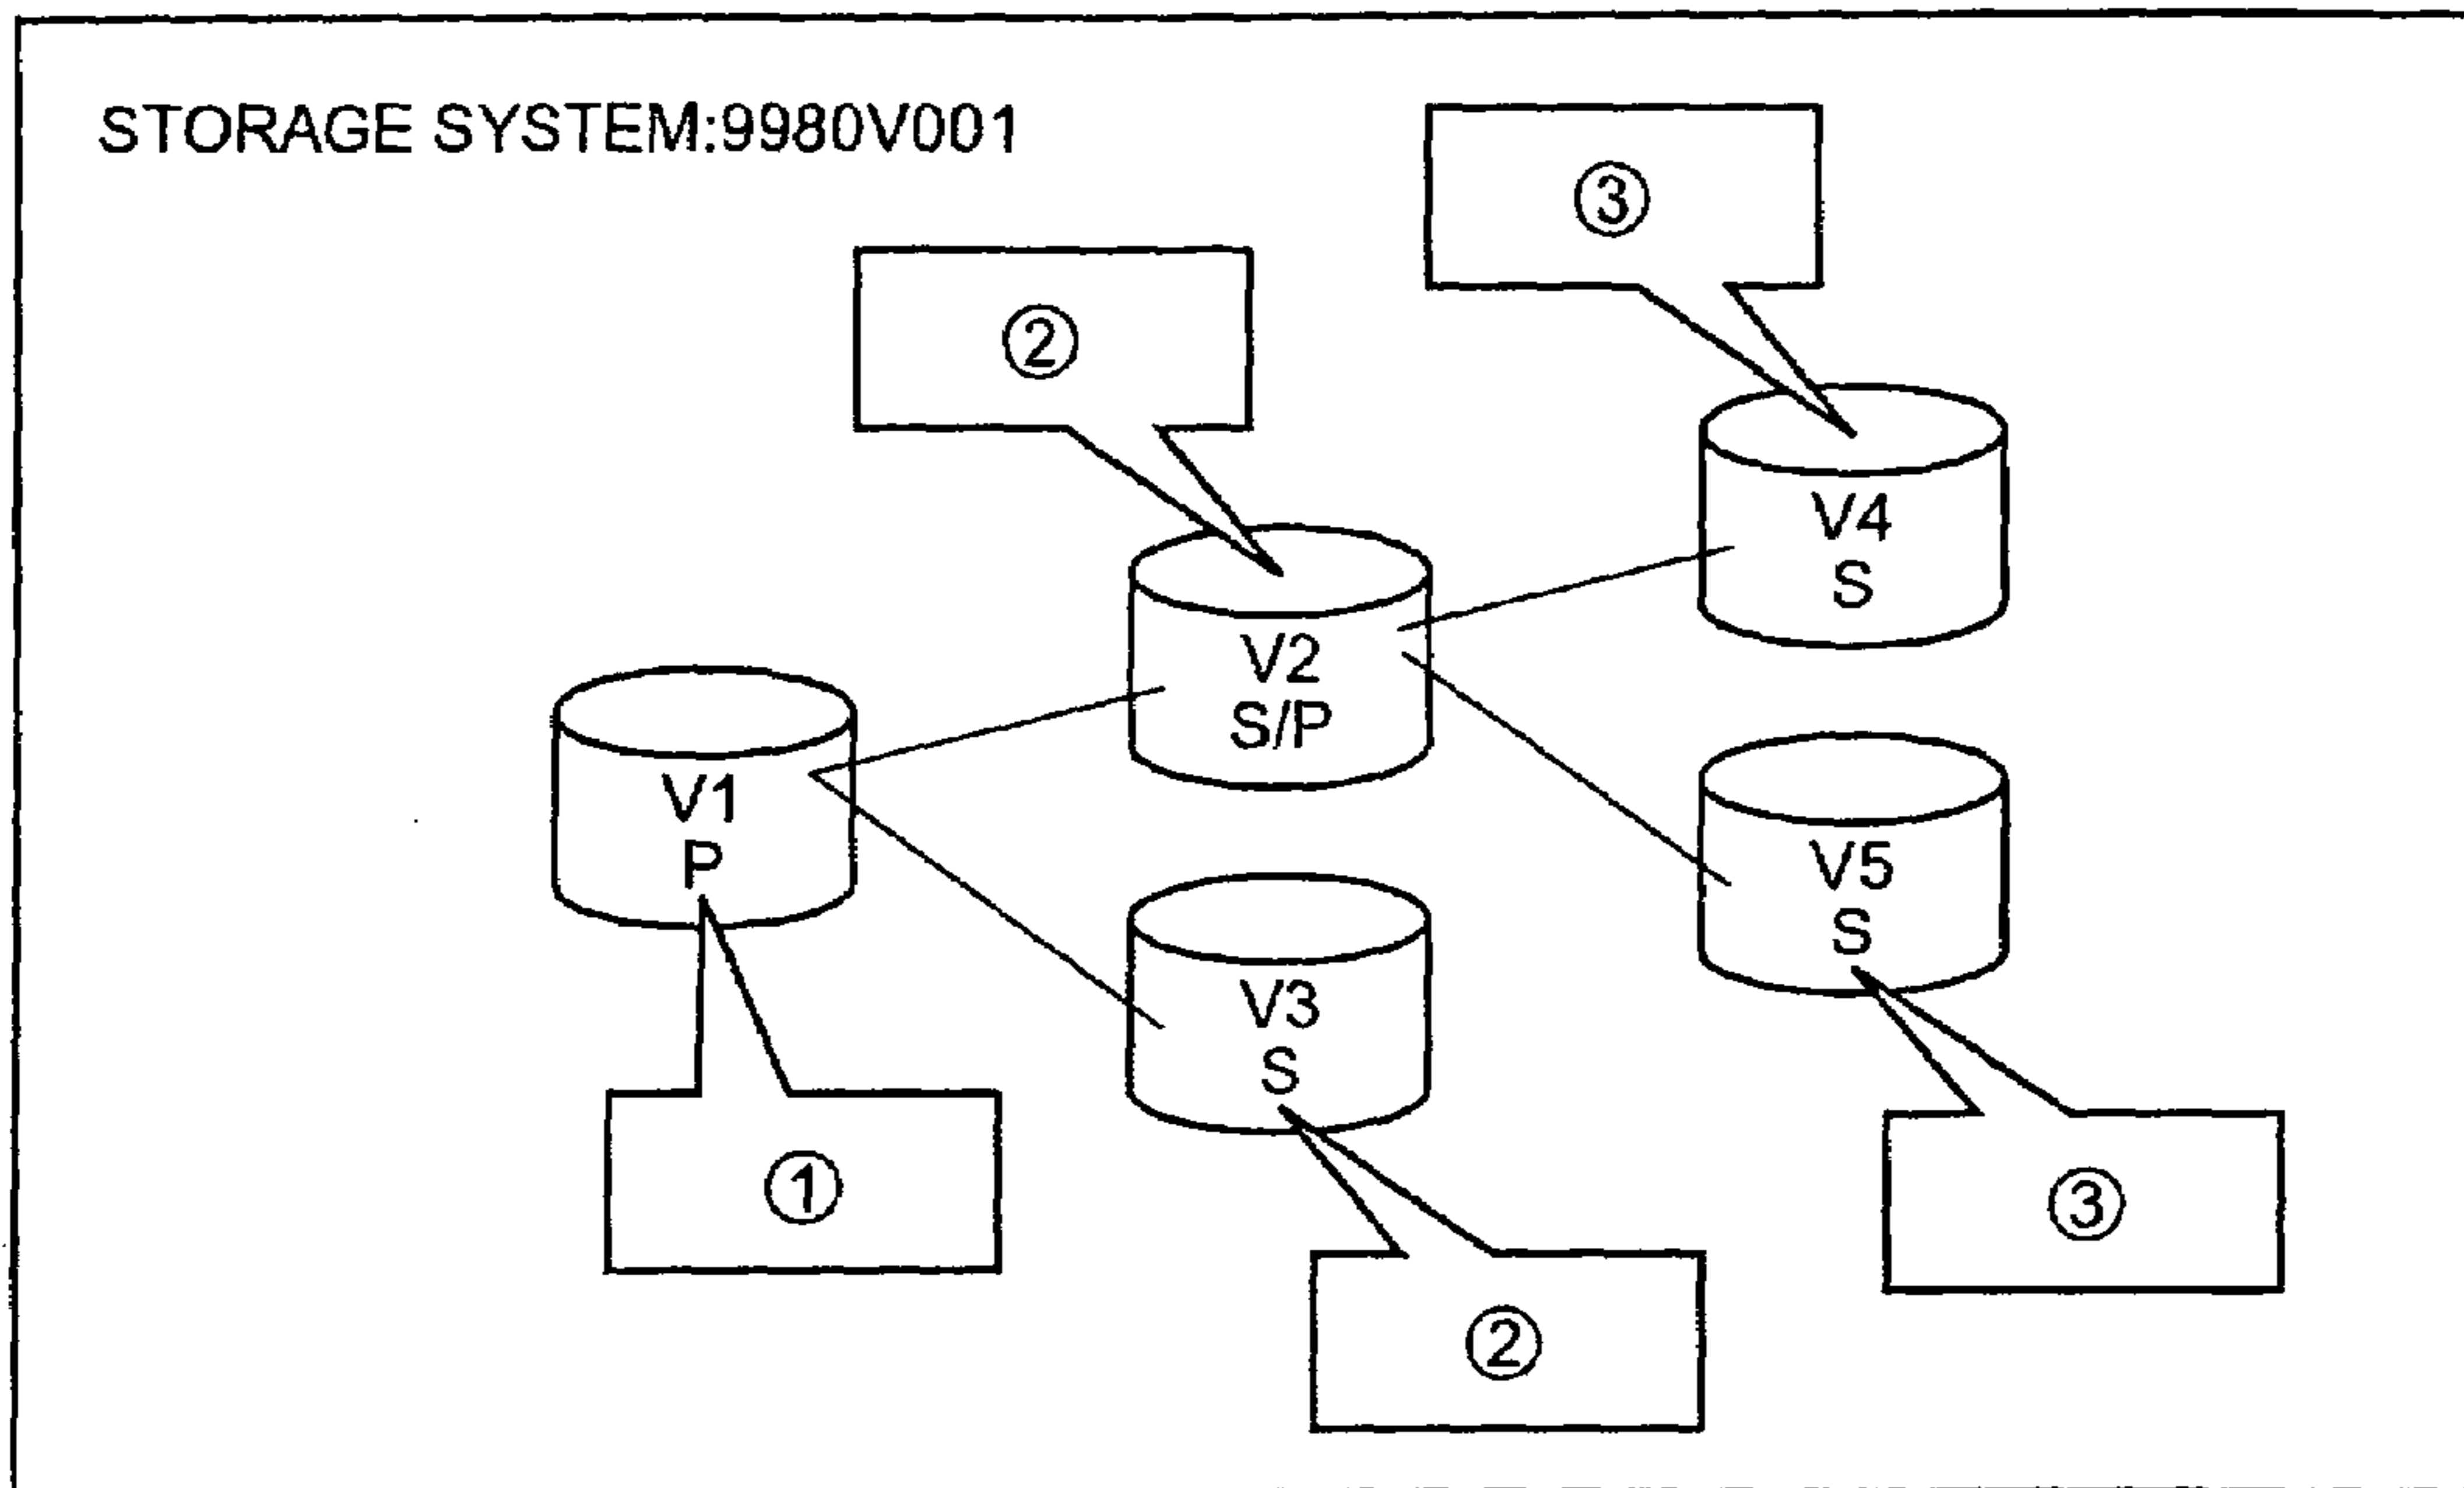 STORAGE SYSTEM:9980V001
③
②
V4
S
V2
S/P
V1
P
V5
S
V3
S
①
③
②